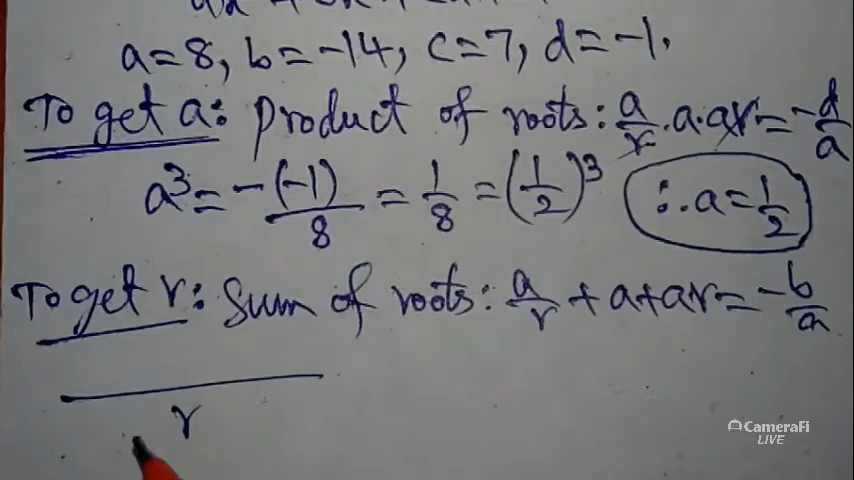 a=8, b=-14, c=7, d=-1.
To get a: product of roots: a/r . a . ar = -d/a
a³ = -(-1)/8 = 1/8 = (1/2)³ ∴ a = 1/2
To get r: Sum of roots: a/r + a + ar = -b/a
r
CameraFi
LIVE